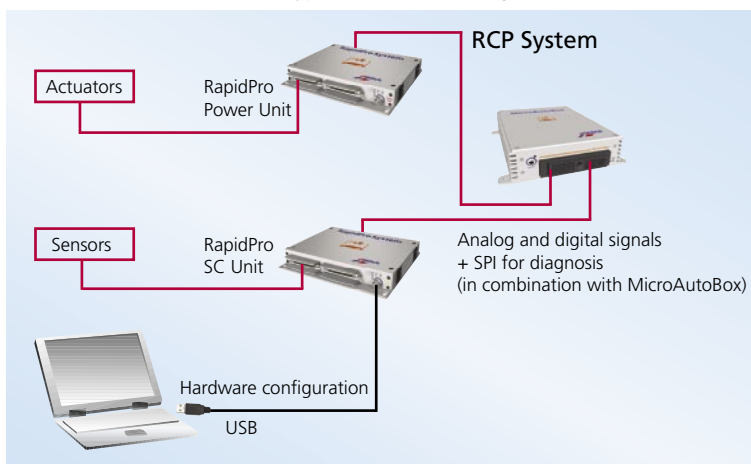 RCP System
Actuators
RapidPro
Power Unit
Sensors
RapidPro
SC Unit
Analog and digital signals
+ SPI for diagnosis
(in combination with MicroAutoBox)
Hardware configuration
USB